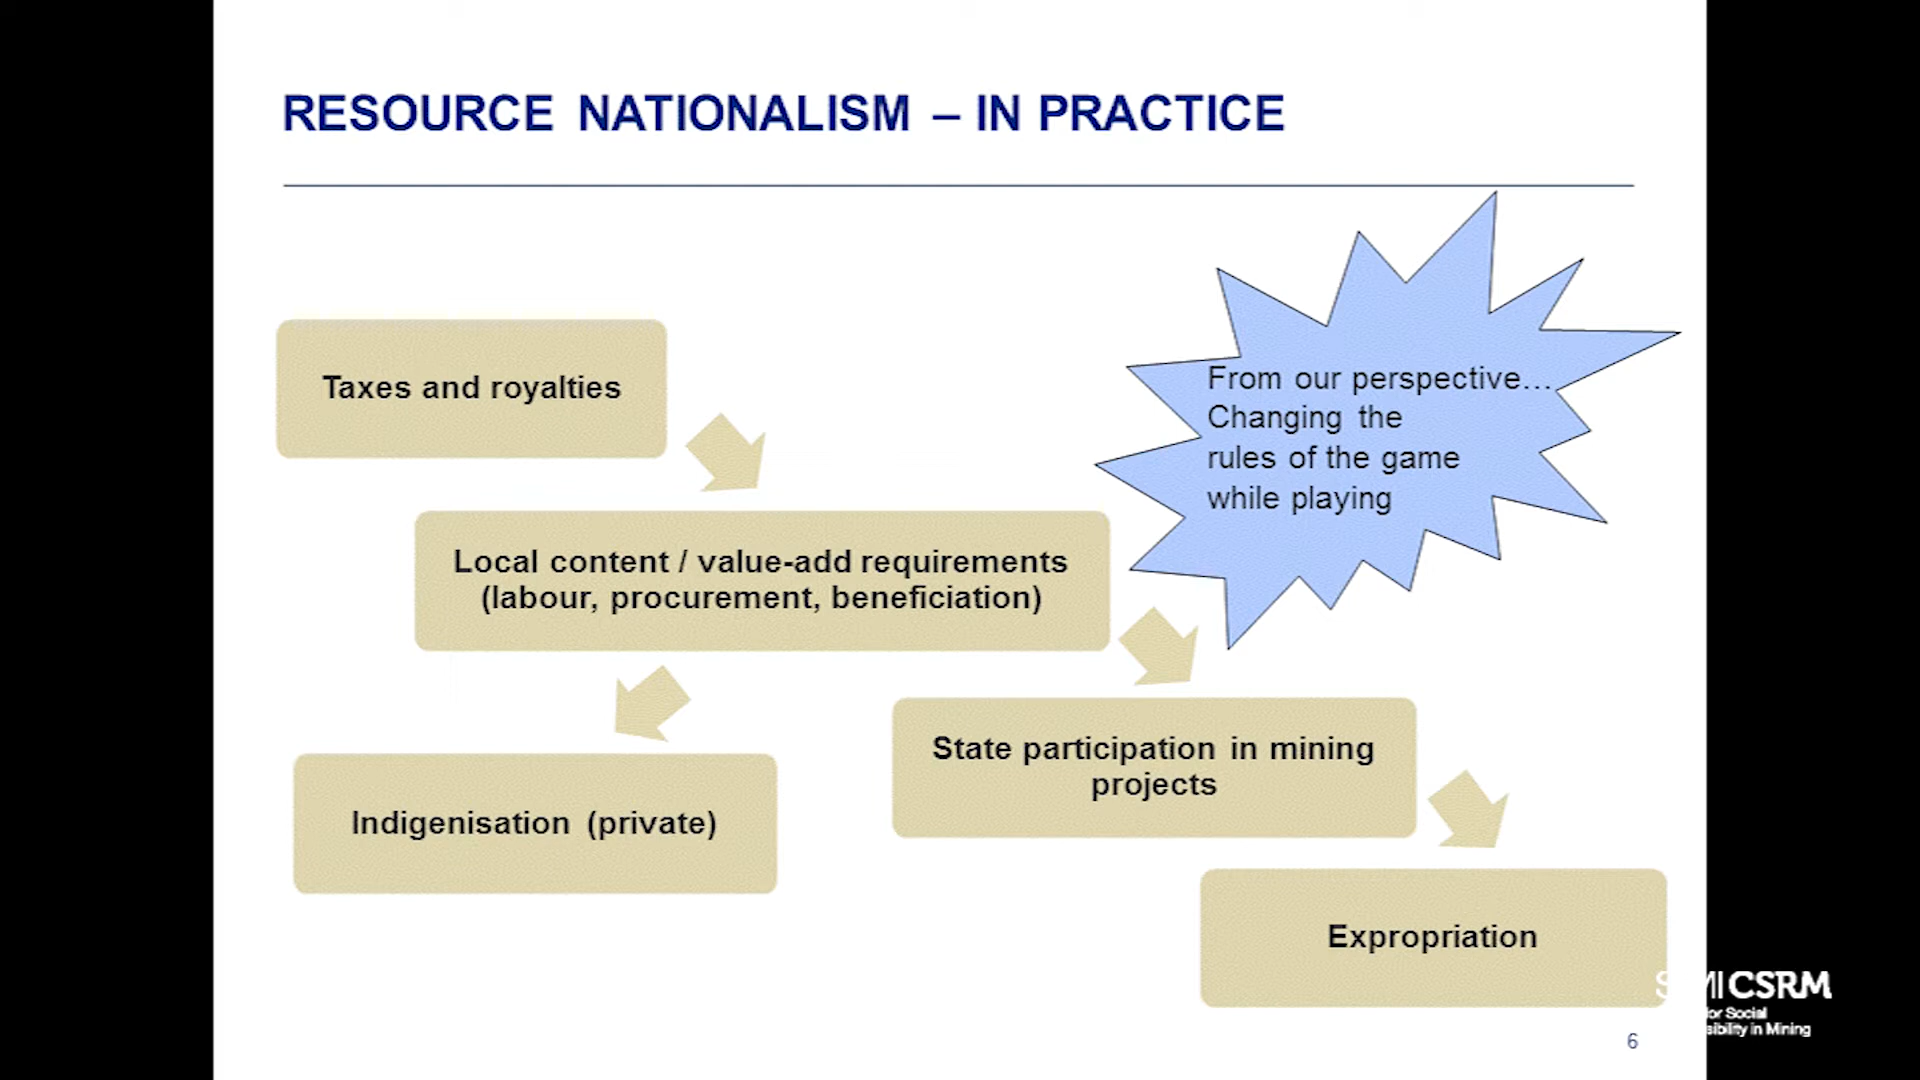 RESOURCE NATIONALISM – IN PRACTICE
From our perspective…
Changing the
rules of the game
while playing
Taxes and royalties
Local content / value-add requirements
(labour, procurement, beneficiation)
State participation in mining
projects
Indigenisation (private)
Expropriation
CSRM
for Social
in Mining
6